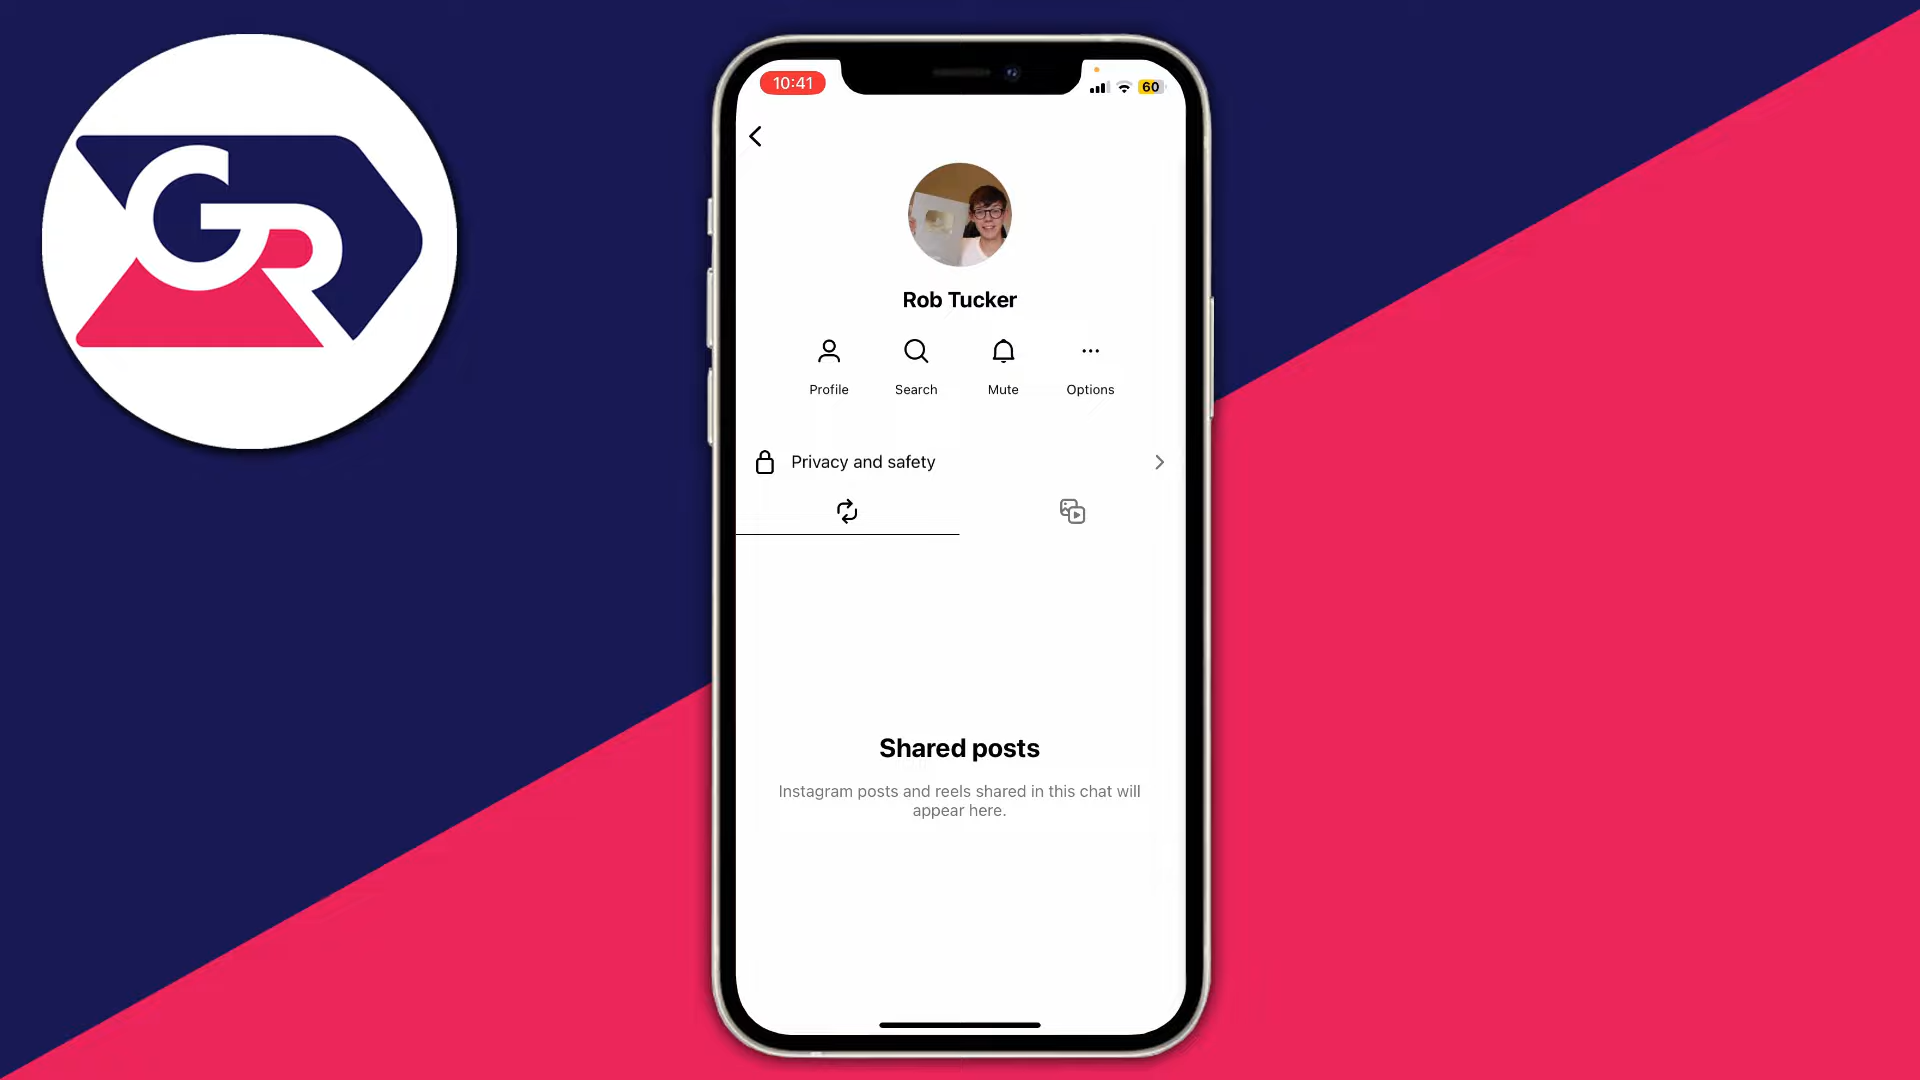 GR
10:41
60
Rob Tucker
Profile
Search
Mute
Options
Privacy and safety
Shared posts
Instagram posts and reels shared in this chat will
appear here.